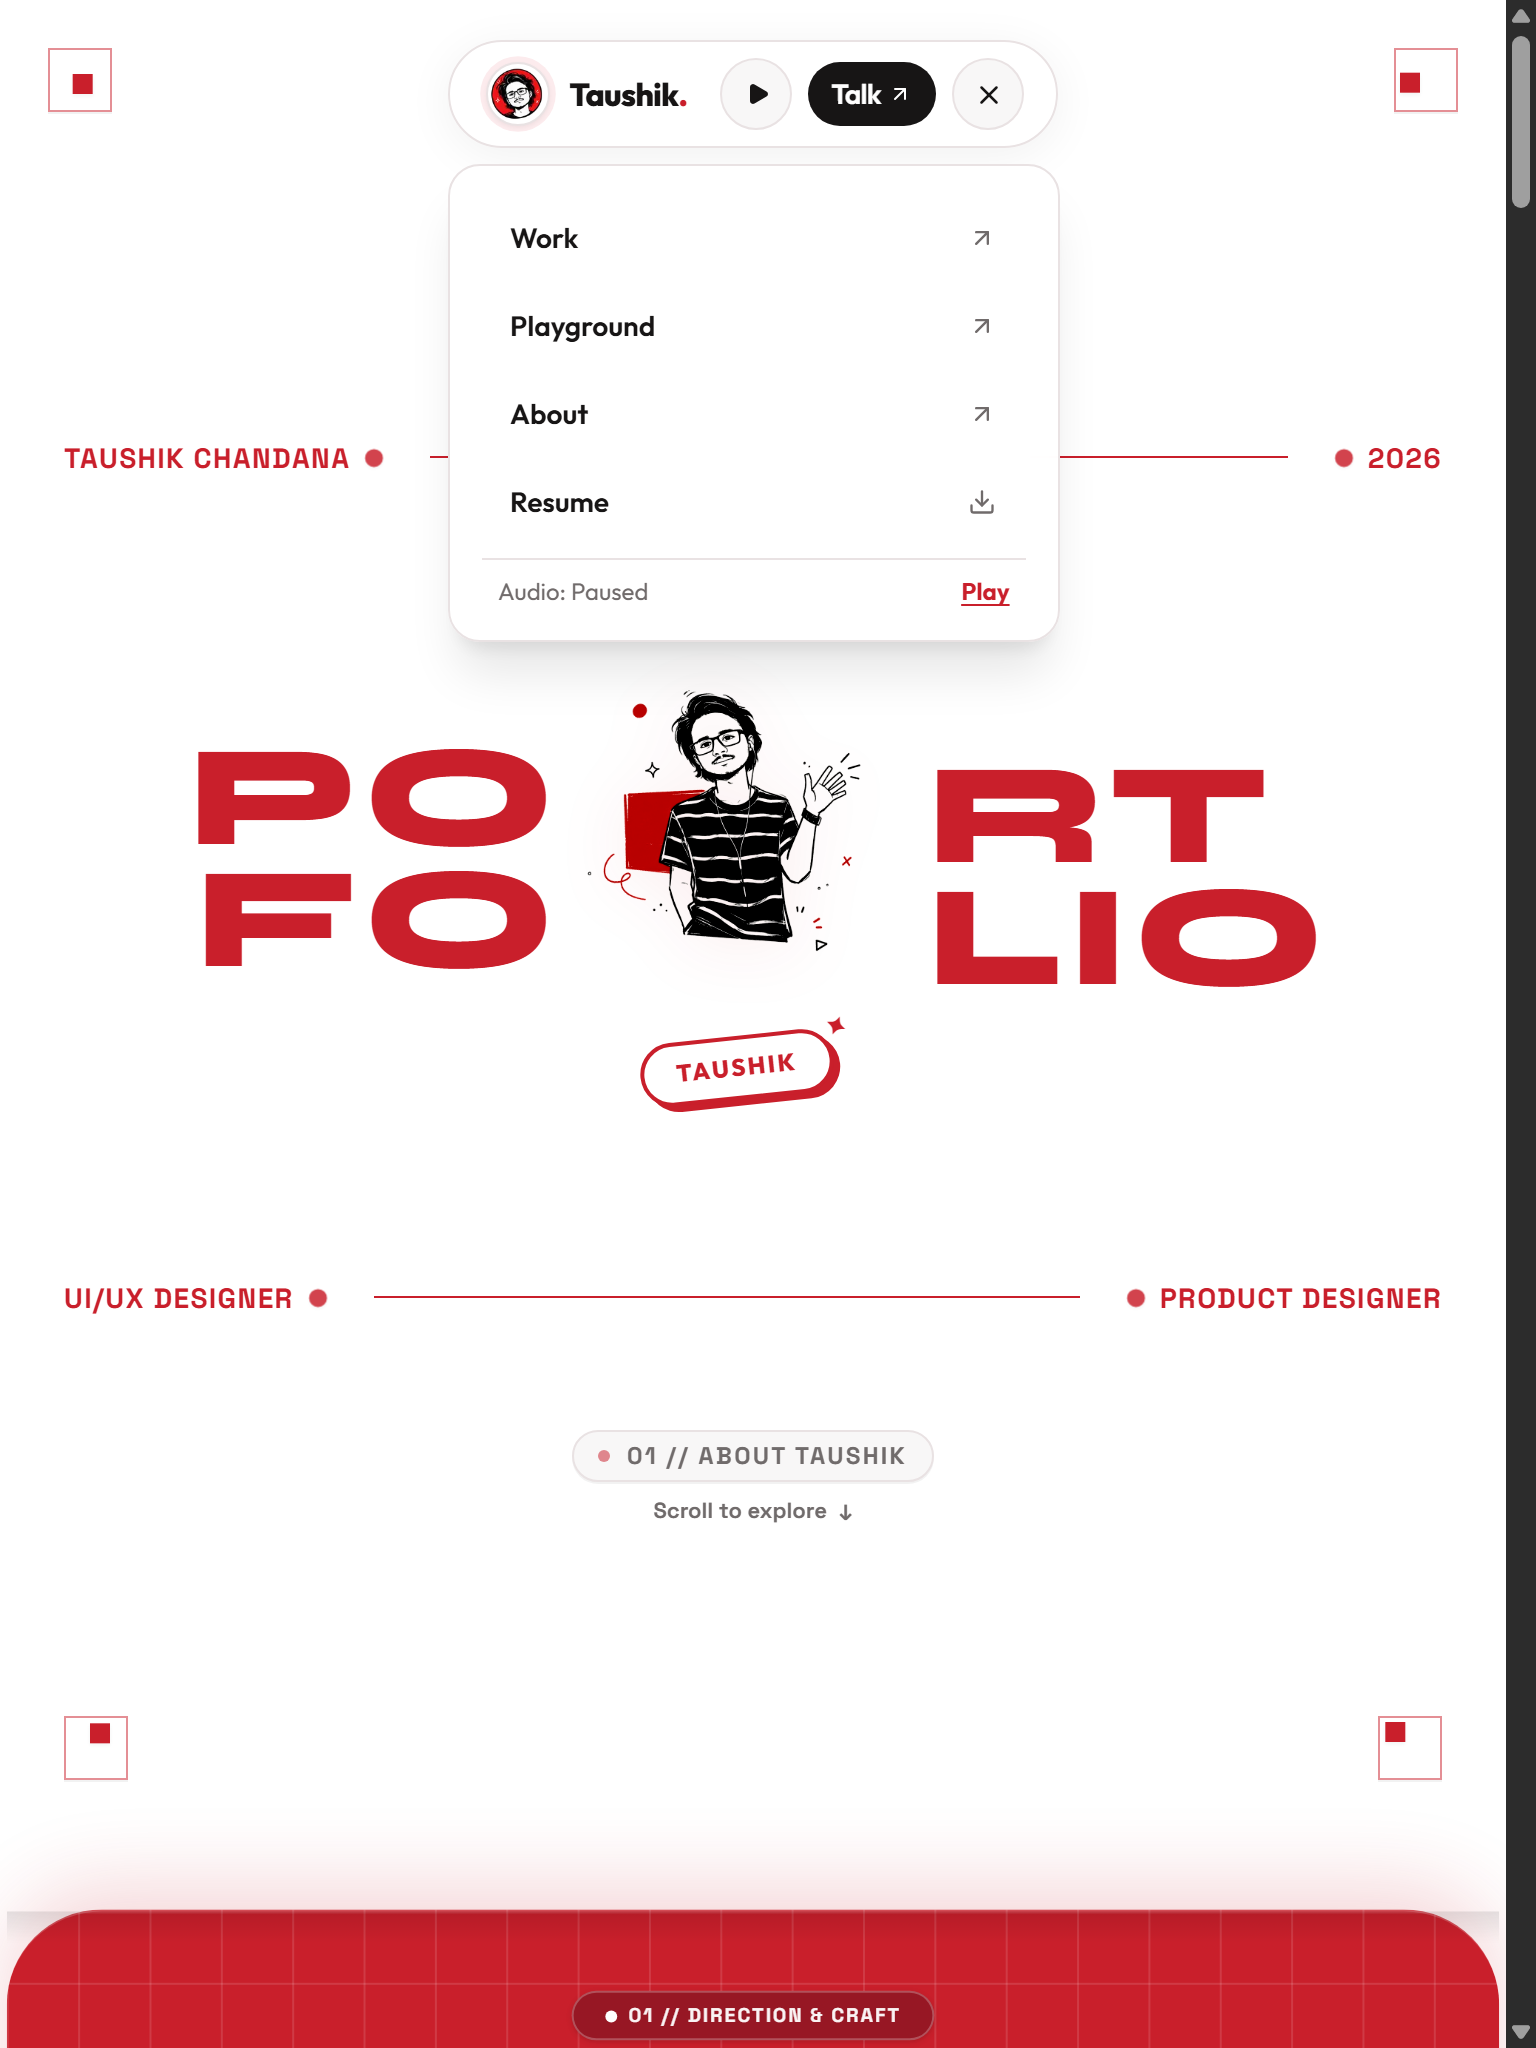 Taushik.
Talk
Work
Playground
About
Resume
Audio: Paused
Play
TAUSHIK CHANDANA
2026
PO
RT
FO
LIO
TAUSHIK
UI/UX DESIGNER
PRODUCT DESIGNER
01 // ABOUT TAUSHIK
Scroll to explore ↓
01 // DIRECTION & CRAFT